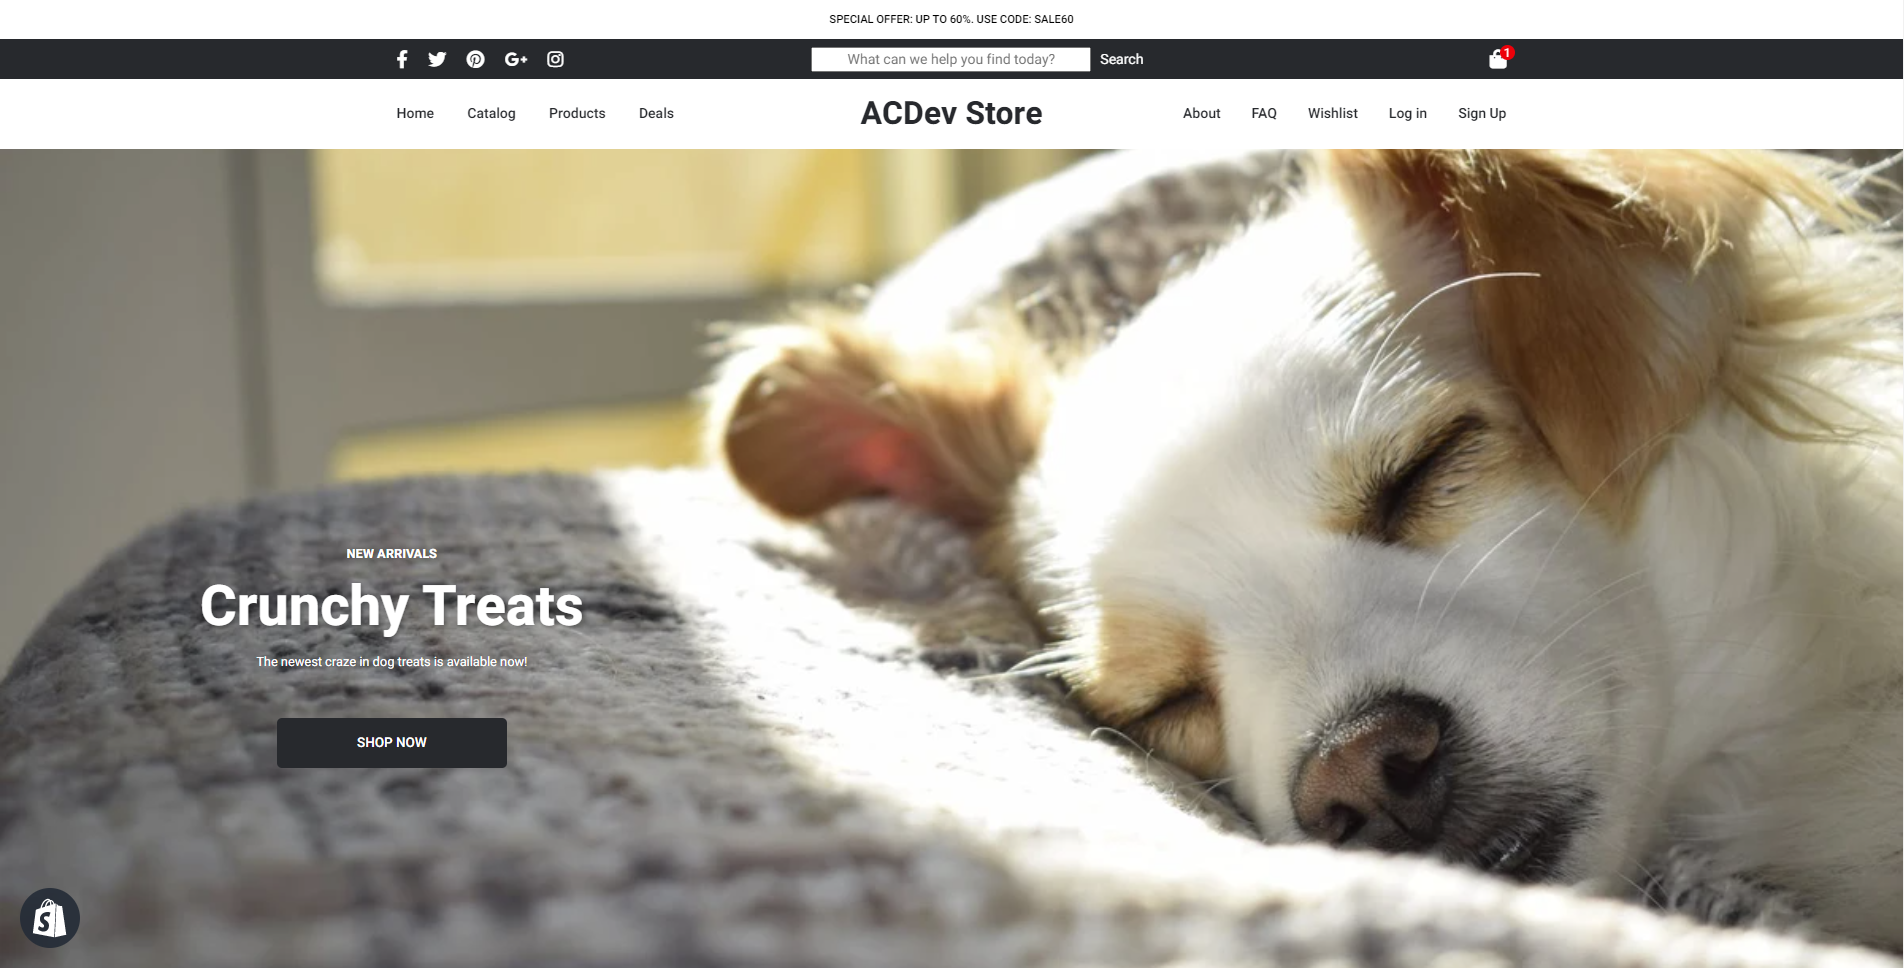 SPECIAL OFFER: UP TO 60%. USE CODE: SALE60
What can we help you find today? Search 1
Home Catalog Products Deals ACDev Store About FAQ Wishlist Log in Sign Up
NEW ARRIVALS
Crunchy Treats
The newest craze in dog treats is available now!
SHOP NOW